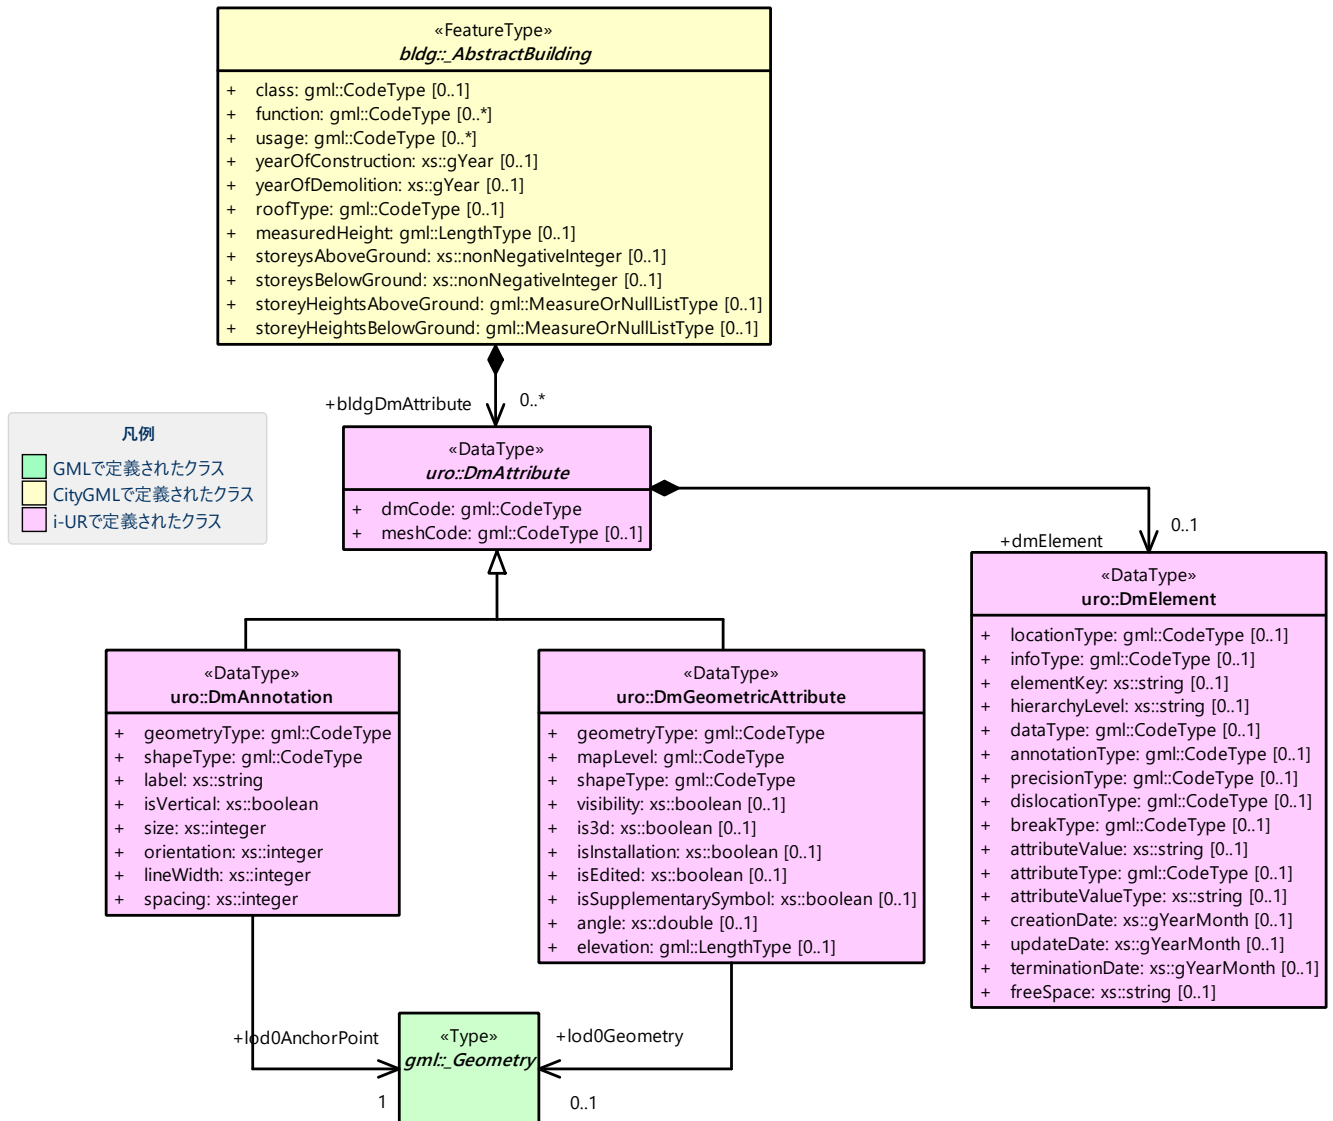 «FeatureType»
bldg::_AbstractBuilding
+ class: gml::CodeType [0..1]
+ function: gml::CodeType [0..*]
+ usage: gml::CodeType [0..*]
+ yearOfConstruction: xs::gYear [0..1]
+ yearOfDemolition: xs::gYear [0..1]
+ roofType: gml::CodeType [0..1]
+ measuredHeight: gml::LengthType [0..1]
+ storeysAboveGround: xs::nonNegativeInteger [0..1]
+ storeysBelowGround: xs::nonNegativeInteger [0..1]
+ storeyHeightsAboveGround: gml::MeasureOrNullListType [0..1]
+ storeyHeightsBelowGround: gml::MeasureOrNullListType [0..1]
+bldgDmAttribute
0..*
凡例
GMLで定義されたクラス
CityGMLで定義されたクラス
i-URで定義されたクラス
«DataType»
uro::DmAttribute
+ dmCode: gml::CodeType
+ meshCode: gml::CodeType [0..1]
+dmElement
0..1
«DataType»
uro::DmElement
+ locationType: gml::CodeType [0..1]
+ infoType: gml::CodeType [0..1]
+ elementKey: xs::string [0..1]
+ hierarchyLevel: xs::string [0..1]
+ dataType: gml::CodeType [0..1]
+ annotationType: gml::CodeType [0..1]
+ precisionType: gml::CodeType [0..1]
+ dislocationType: gml::CodeType [0..1]
+ breakType: gml::CodeType [0..1]
+ attributeValue: xs::string [0..1]
+ attributeType: gml::CodeType [0..1]
+ attributeValueType: xs::string [0..1]
+ creationDate: xs::gYearMonth [0..1]
+ updateDate: xs::gYearMonth [0..1]
+ terminationDate: xs::gYearMonth [0..1]
+ freeSpace: xs::string [0..1]
«DataType»
uro::DmAnnotation
+ geometryType: gml::CodeType
+ shapeType: gml::CodeType
+ label: xs::string
+ isVertical: xs::boolean
+ size: xs::integer
+ orientation: xs::integer
+ lineWidth: xs::integer
+ spacing: xs::integer
«DataType»
uro::DmGeometricAttribute
+ geometryType: gml::CodeType
+ mapLevel: gml::CodeType
+ shapeType: gml::CodeType
+ visibility: xs::boolean [0..1]
+ is3d: xs::boolean [0..1]
+ isInstallation: xs::boolean [0..1]
+ isEdited: xs::boolean [0..1]
+ isSupplementarySymbol: xs::boolean [0..1]
+ angle: xs::double [0..1]
+ elevation: gml::LengthType [0..1]
+lod0AnchorPoint
1
«Type»
gml::_Geometry
+lod0Geometry
0..1